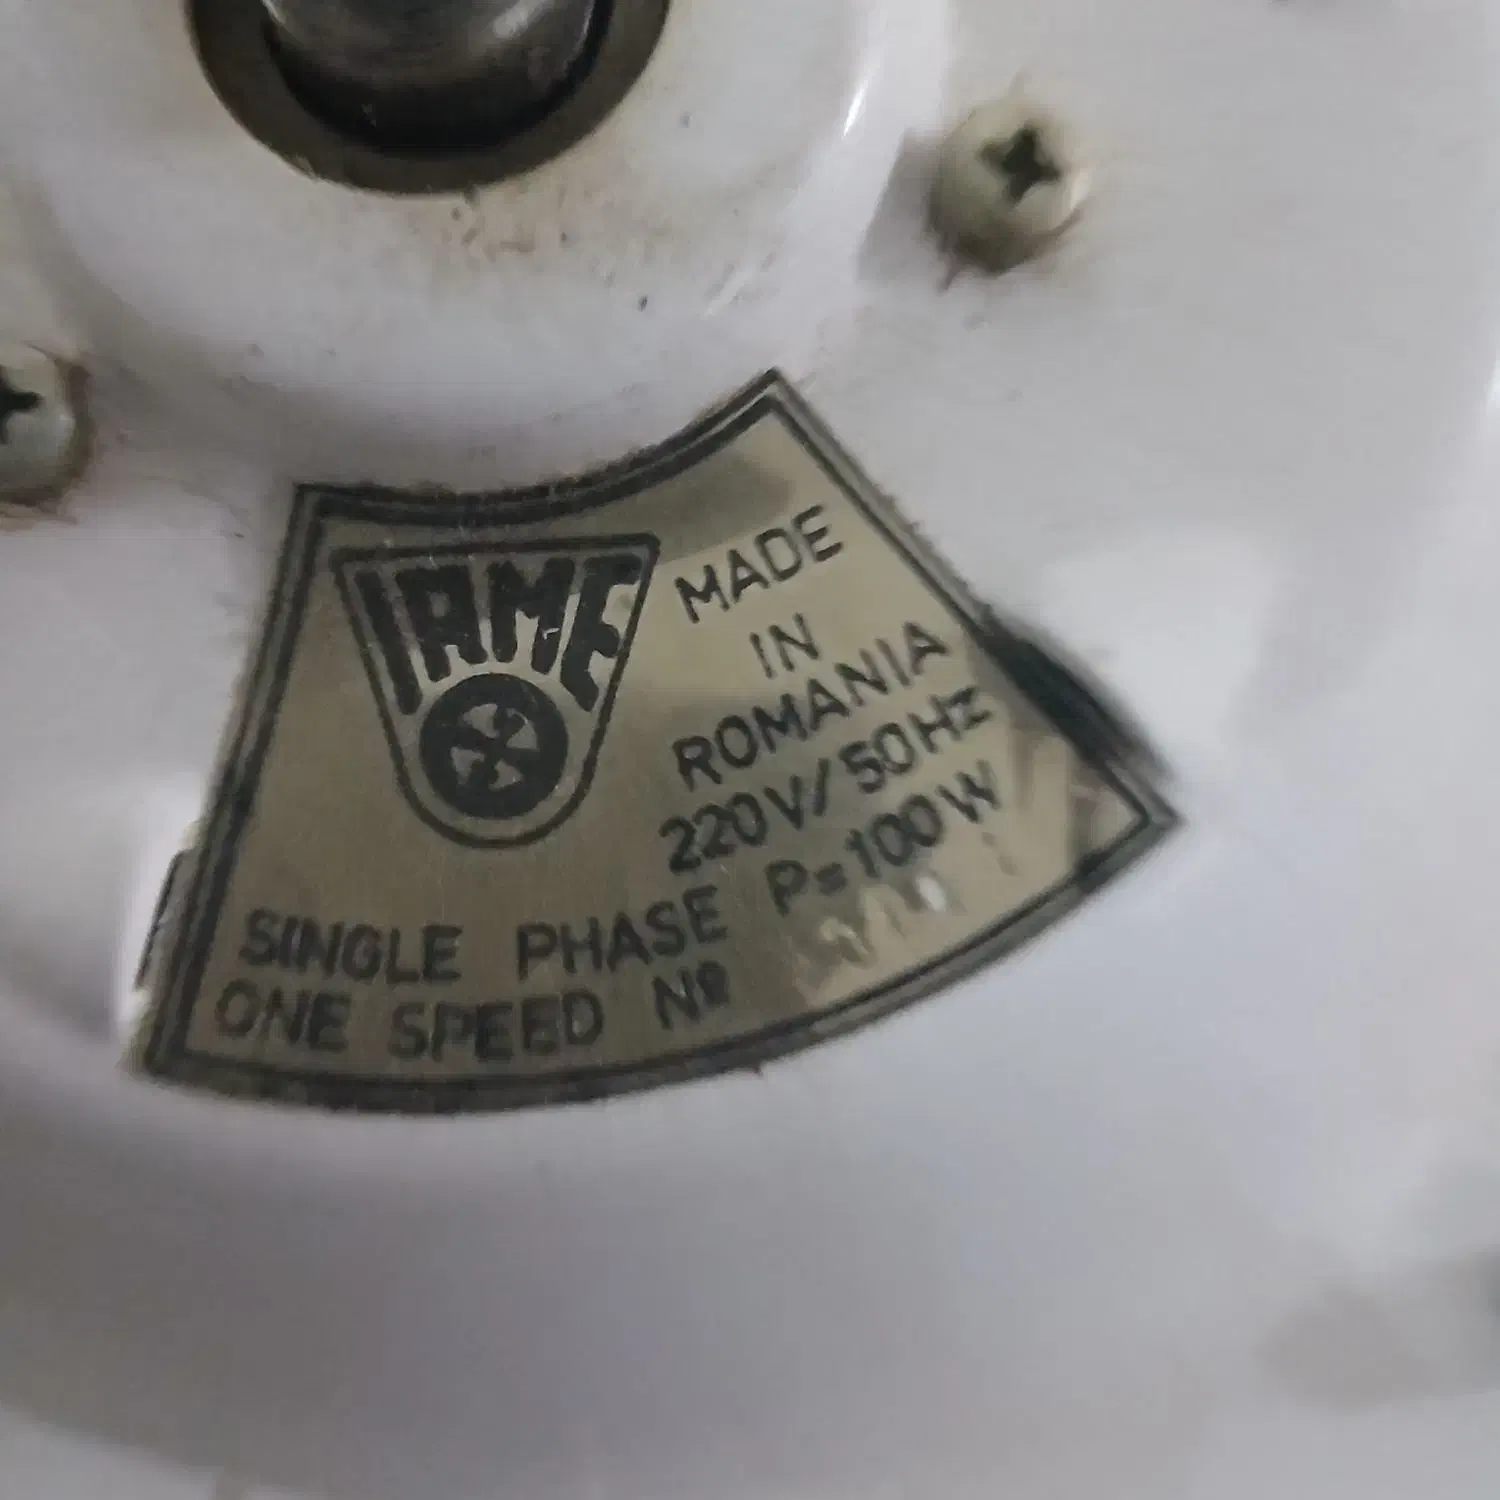 IAME
MADE
IN
ROMANIA
220V/50HZ
P=100W
SINGLE PHASE
ONE SPEED Nº